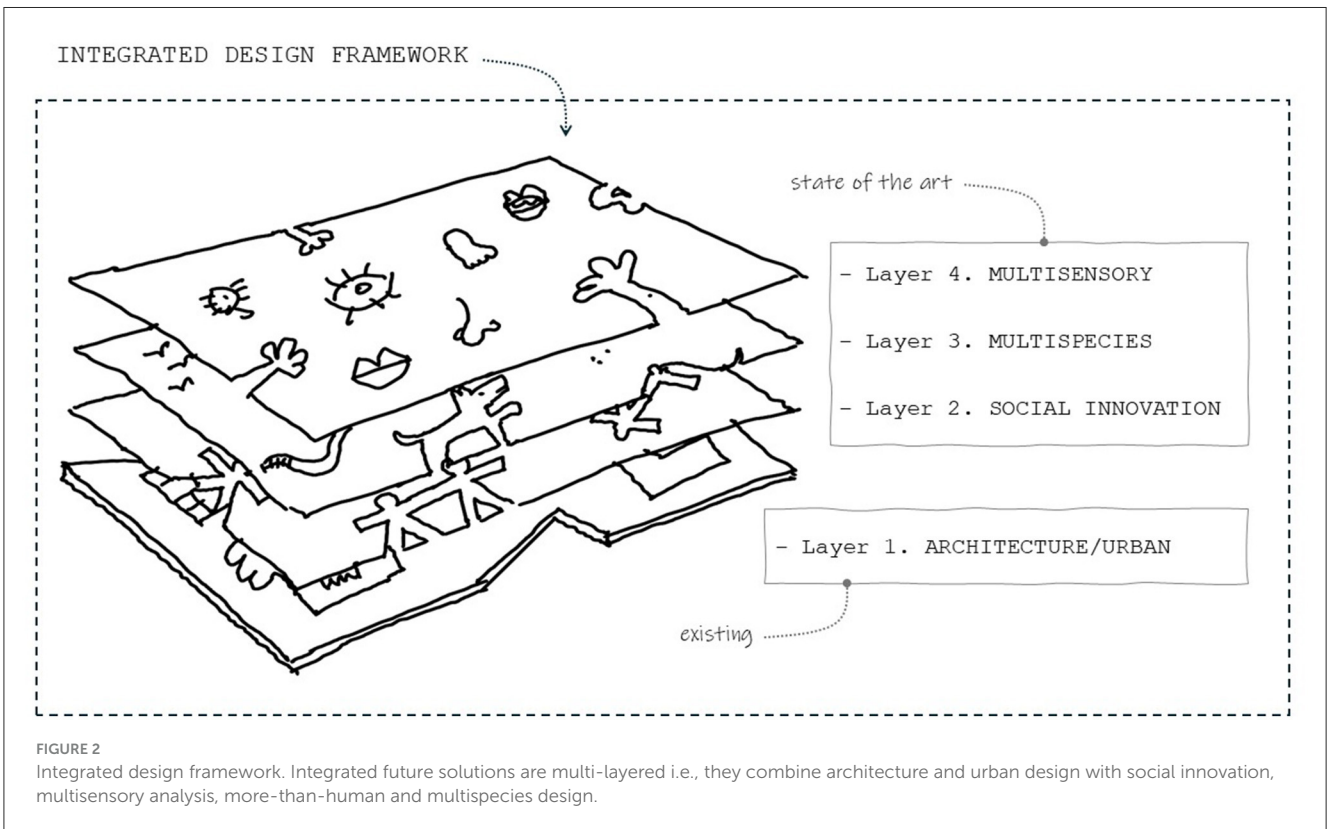 INTEGRATED DESIGN FRAMEWORK
state of the art
- Layer 4. MULTISENSORY
- Layer 3. MULTISPECIES
- Layer 2. SOCIAL INNOVATION
- Layer 1. ARCHITECTURE/URBAN
existing
FIGURE 2
Integrated design framework. Integrated future solutions are multi-layered i.e., they combine architecture and urban design with social innovation,
multisensory analysis, more-than-human and multispecies design.